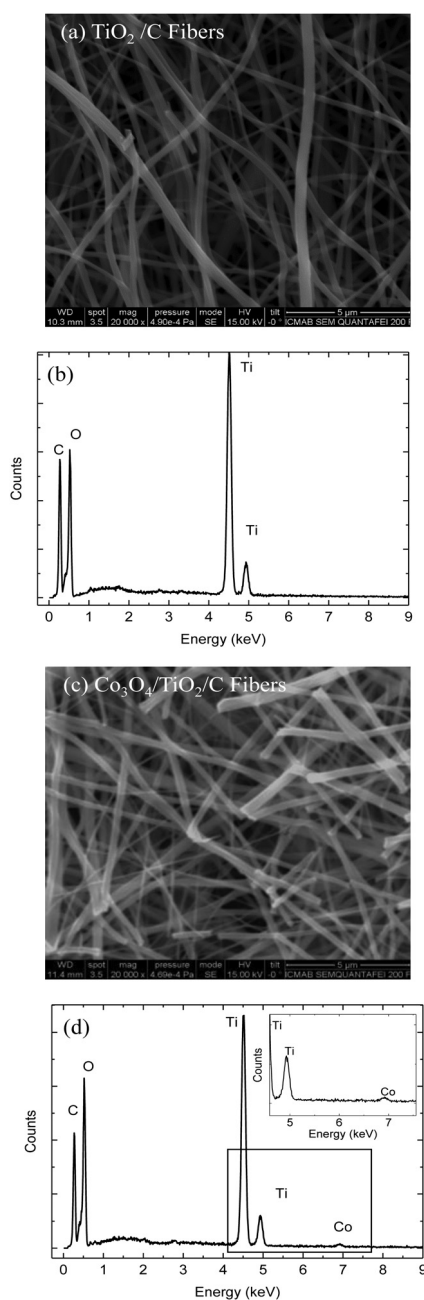 (a) TiO2 /C Fibers
WD spot mag pressure mode HV tilt 5 µm
10.3 mm 3.5 20 000 x 4.90e-4 Pa SE 15.00 kV -0 ° ICMAB SEM QUANTAFEI 200 F
(b)
Ti
C
O
Ti
Counts
0 1 2 3 4 5 6 7 8 9
Energy (keV)
(c) Co3O4/TiO2/C Fibers
WD spot mag pressure mode HV tilt 5 µm
11.4 mm 3.5 20 000 x 4.69e-4 Pa SE 15.00 kV -0 ° ICMAB SEM QUANTAFEI 200 F
(d)
Ti
O
C
Ti
Co
Counts
0 1 2 3 4 5 6 7 8 9
Energy (keV)
Ti
Ti
Co
Counts
5 6 7
Energy (keV)